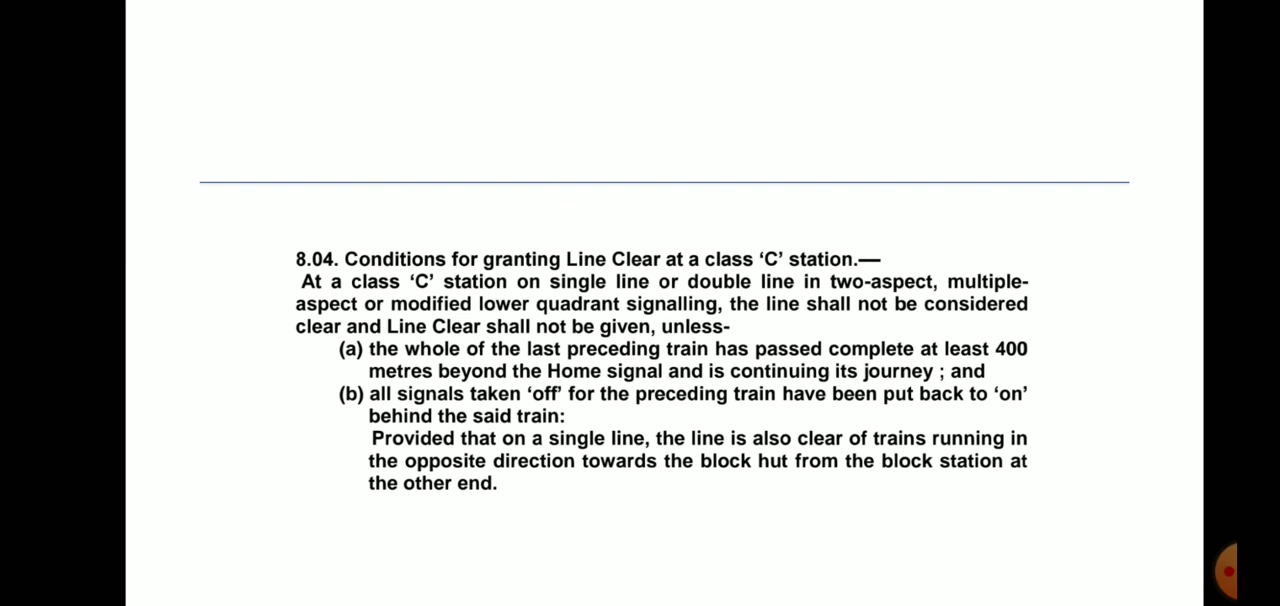 8.04. Conditions for granting Line Clear at a class ‘C’ station.—
At a class ‘C’ station on single line or double line in two-aspect, multiple-
aspect or modified lower quadrant signalling, the line shall not be considered
clear and Line Clear shall not be given, unless-
(a) the whole of the last preceding train has passed complete at least 400
metres beyond the Home signal and is continuing its journey ; and
(b) all signals taken ‘off’ for the preceding train have been put back to ‘on’
behind the said train:
Provided that on a single line, the line is also clear of trains running in
the opposite direction towards the block hut from the block station at
the other end.